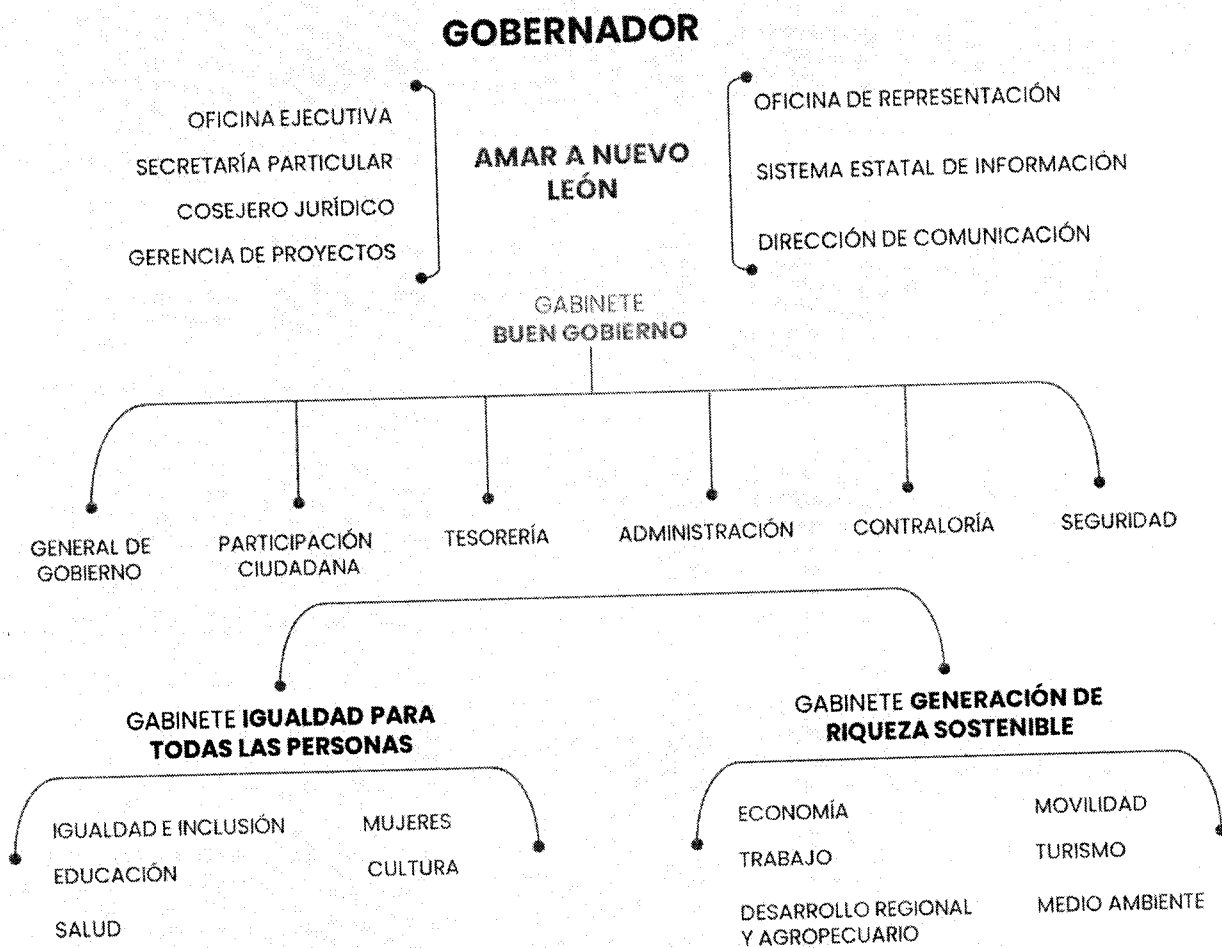 GOBERNADOR
OFICINA EJECUTIVA
SECRETARÍA PARTICULAR
COSEJERO JURÍDICO
GERENCIA DE PROYECTOS
AMAR A NUEVO
LEÓN
OFICINA DE REPRESENTACIÓN
SISTEMA ESTATAL DE INFORMACIÓN
DIRECCIÓN DE COMUNICACIÓN
GABINETE
BUEN GOBIERNO
GENERAL DE
GOBIERNO
PARTICIPACIÓN
CIUDADANA
TESORERÍA
ADMINISTRACIÓN
CONTRALORÍA
SEGURIDAD
GABINETE IGUALDAD PARA
TODAS LAS PERSONAS
IGUALDAD E INCLUSIÓN
EDUCACIÓN
SALUD
MUJERES
CULTURA
GABINETE GENERACIÓN DE
RIQUEZA SOSTENIBLE
ECONOMÍA
TRABAJO
DESARROLLO REGIONAL
Y AGROPECUARIO
MOVILIDAD
TURISMO
MEDIO AMBIENTE